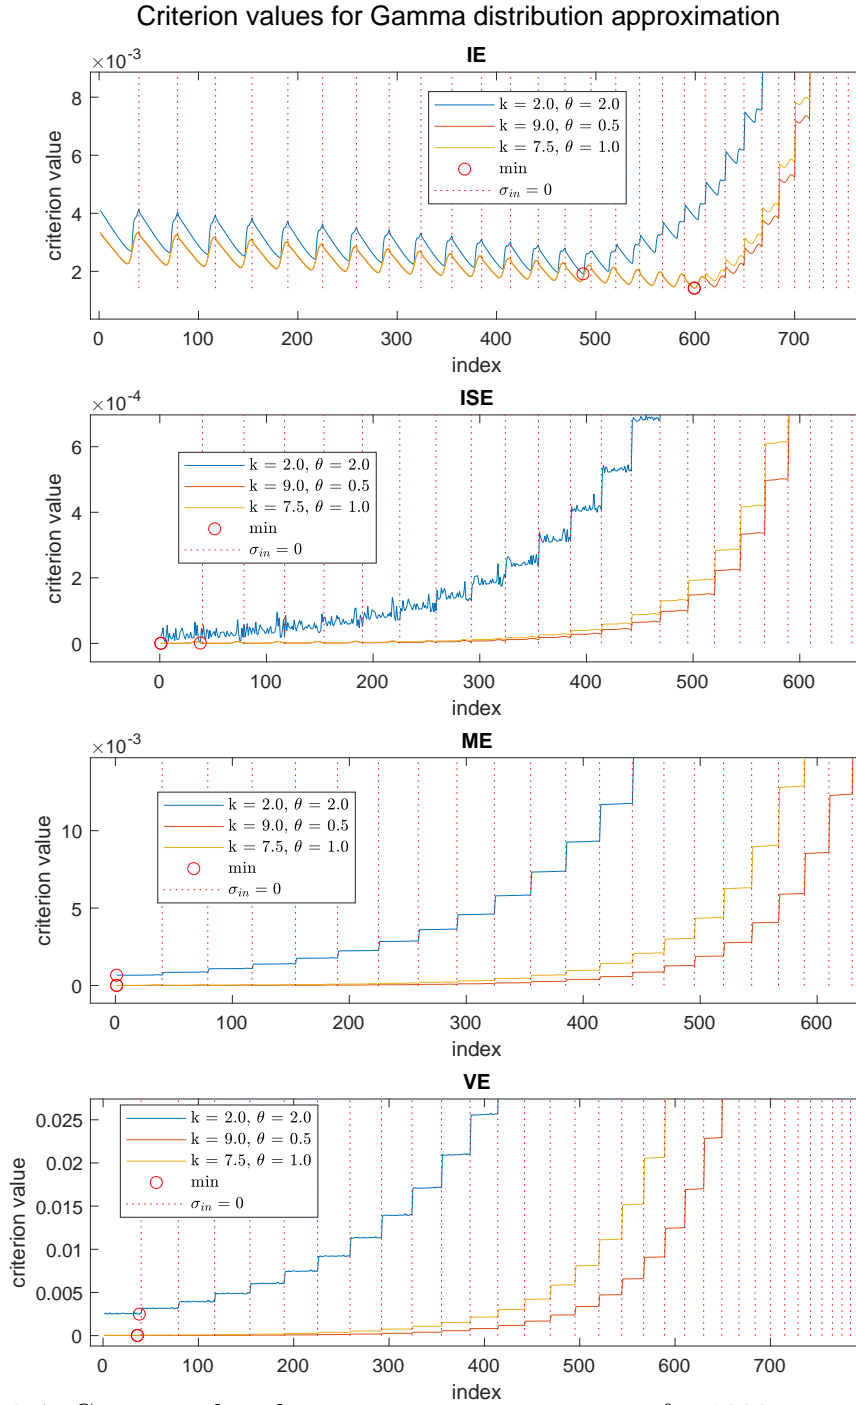 Criterion values for Gamma distribution approximation
IE
×10⁻³
8
6
4
2
criterion value
k = 2.0, θ = 2.0
k = 9.0, θ = 0.5
k = 7.5, θ = 1.0
min
σ_in = 0
0 100 200 300 400 500 600 700
index
ISE
×10⁻⁴
6
4
2
0
criterion value
k = 2.0, θ = 2.0
k = 9.0, θ = 0.5
k = 7.5, θ = 1.0
min
σ_in = 0
0 100 200 300 400 500 600
index
ME
×10⁻³
10
5
0
criterion value
k = 2.0, θ = 2.0
k = 9.0, θ = 0.5
k = 7.5, θ = 1.0
min
σ_in = 0
0 100 200 300 400 500 600
index
VE
0.025
0.02
0.015
0.01
0.005
0
criterion value
k = 2.0, θ = 2.0
k = 9.0, θ = 0.5
k = 7.5, θ = 1.0
min
σ_in = 0
0 100 200 300 400 500 600 700
index